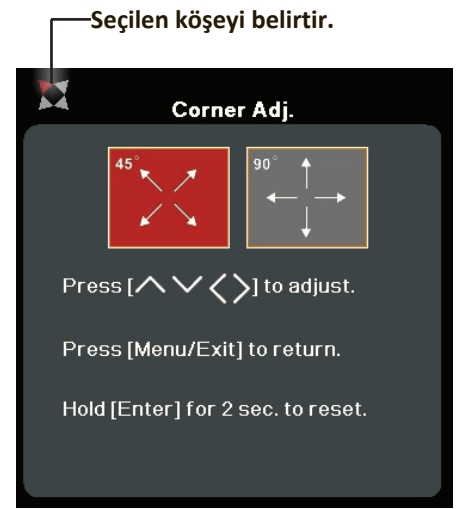 Seçilen köşeyi belirtir.
Corner Adj.
45° 90°
Press [∧ ∨ < >] to adjust.
Press [Menu/Exit] to return.
Hold [Enter] for 2 sec. to reset.